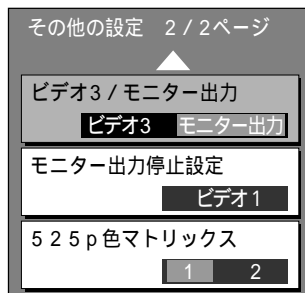 その他の設定　２/２ページ
ビデオ3/モニター出力
ビデオ3　モニター出力
モニター出力停止設定
ビデオ1
５２５ｐ色マトリックス
1　2